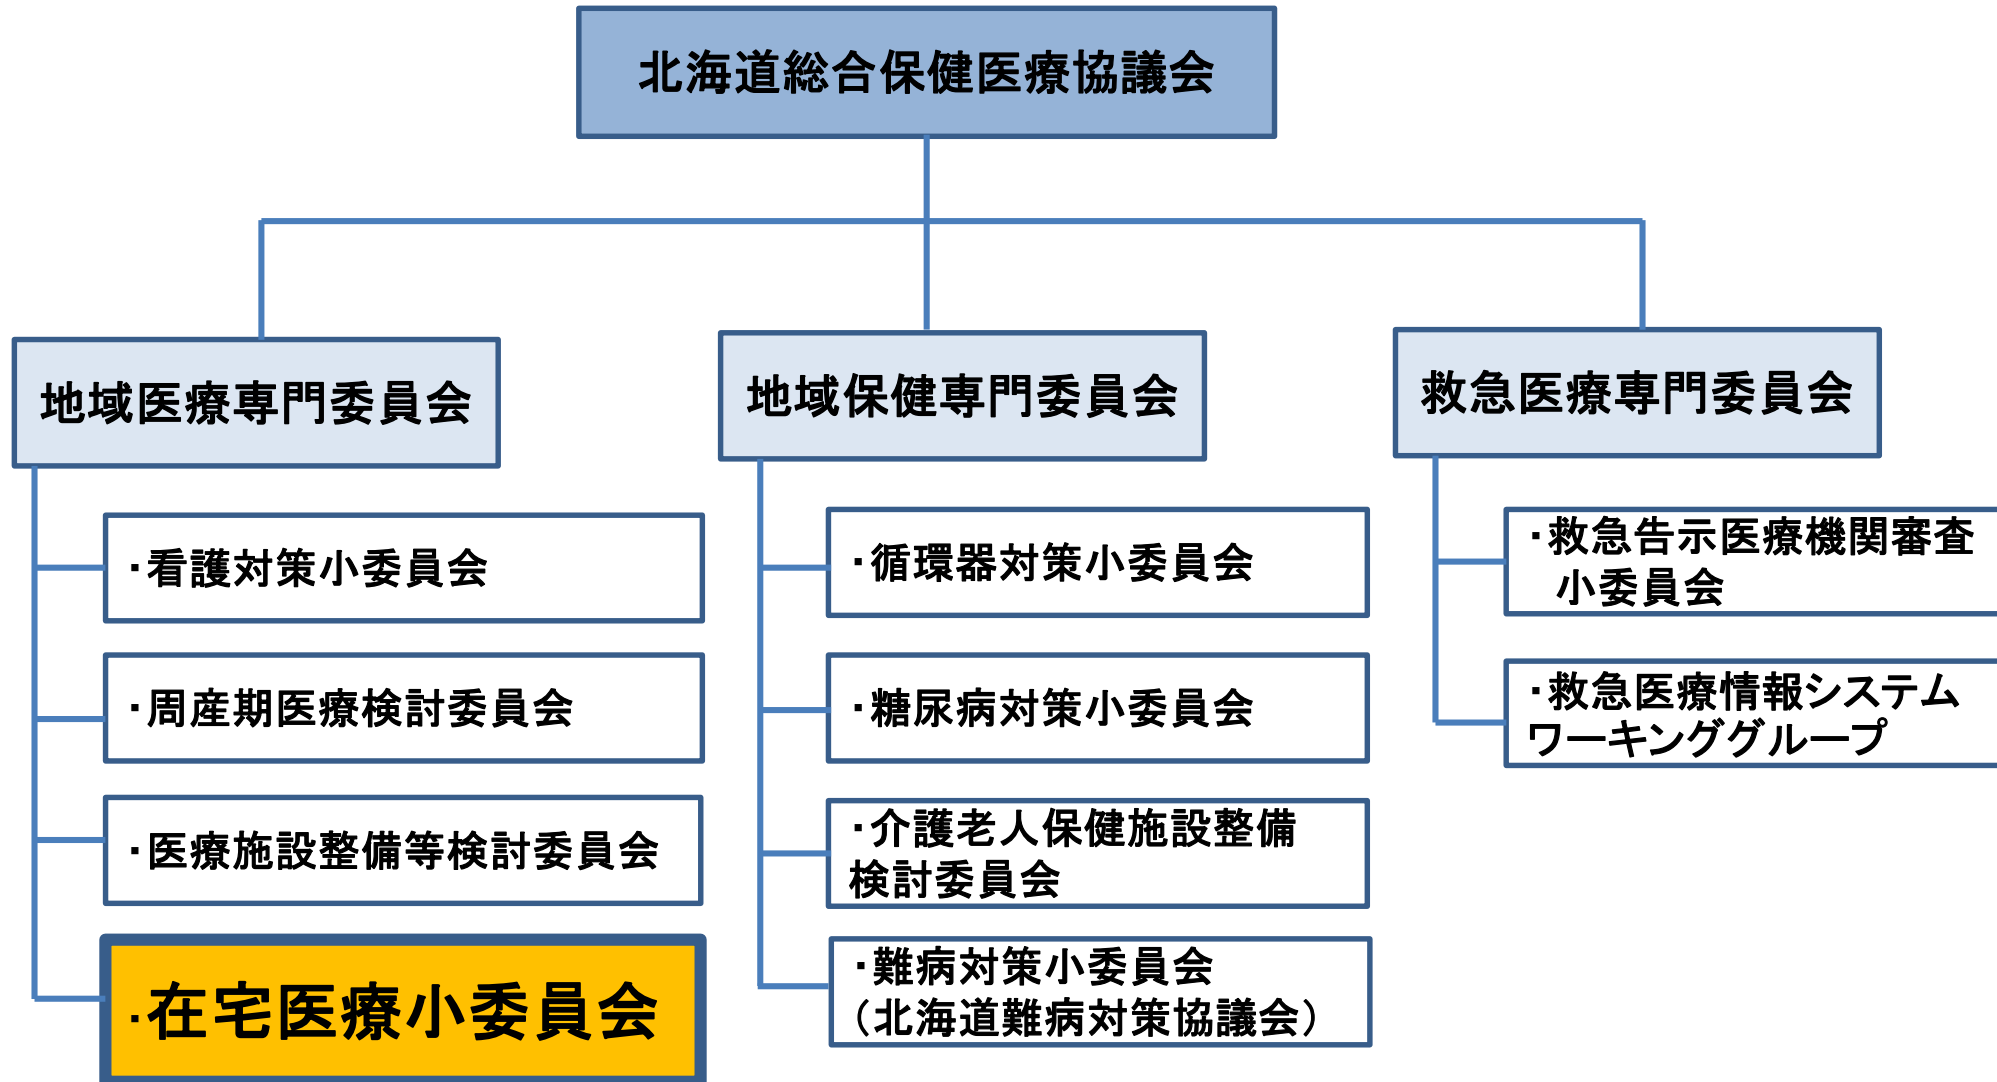 北海道総合保健医療協議会
地域医療専門委員会
・看護対策小委員会
・周産期医療検討委員会
・医療施設整備等検討委員会
・在宅医療小委員会
地域保健専門委員会
・循環器対策小委員会
・糖尿病対策小委員会
・介護老人保健施設整備
検討委員会
・難病対策小委員会
（北海道難病対策協議会）
救急医療専門委員会
・救急告示医療機関審査
小委員会
・救急医療情報システム
ワーキンググループ